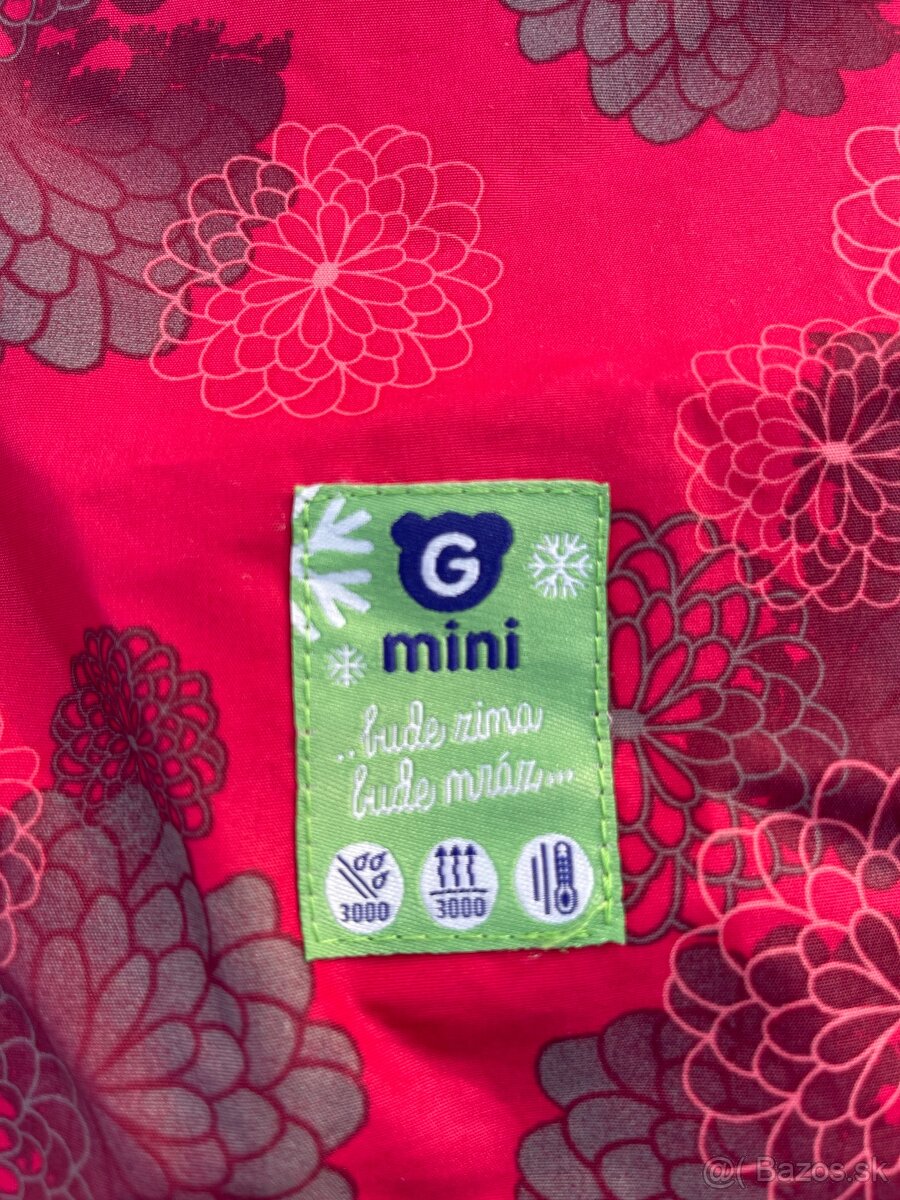 G
mini
..bude zima
bude mráz...
3000 3000
@( Bazos.sk